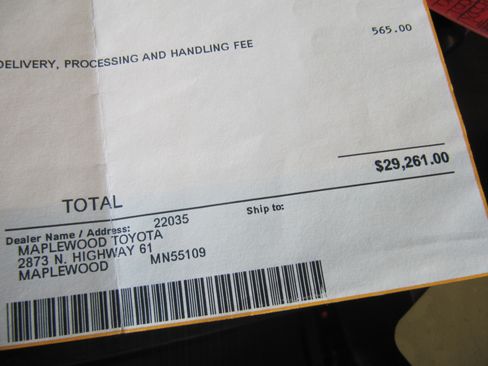 DELIVERY, PROCESSING AND HANDLING FEE 565.00
$29,261.00
TOTAL
Dealer Name / Address: 22035 Ship to:
MAPLEWOOD TOYOTA
2873 N. HIGHWAY 61
MAPLEWOOD MN55109